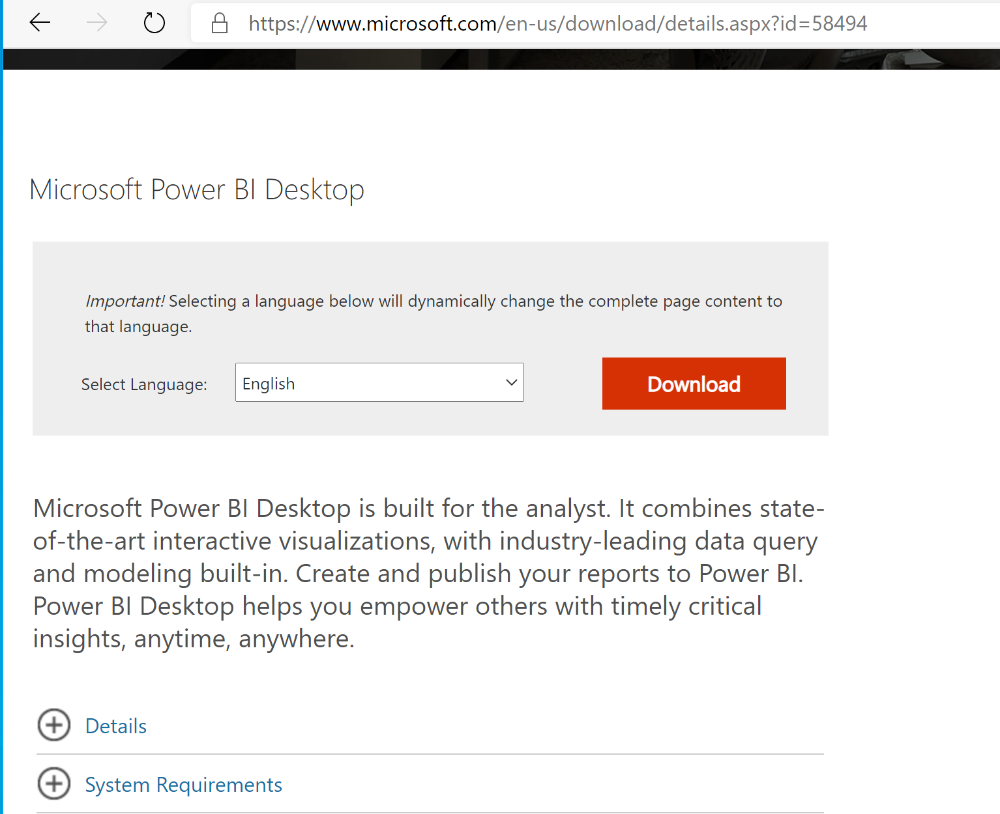 https://www.microsoft.com/en-us/download/details.aspx?id=58494
Microsoft Power BI Desktop
Important! Selecting a language below will dynamically change the complete page content to
that language.
Select Language:
English
Download
Microsoft Power BI Desktop is built for the analyst. It combines state-
of-the-art interactive visualizations, with industry-leading data query
and modeling built-in. Create and publish your reports to Power BI.
Power BI Desktop helps you empower others with timely critical
insights, anytime, anywhere.
Details
System Requirements